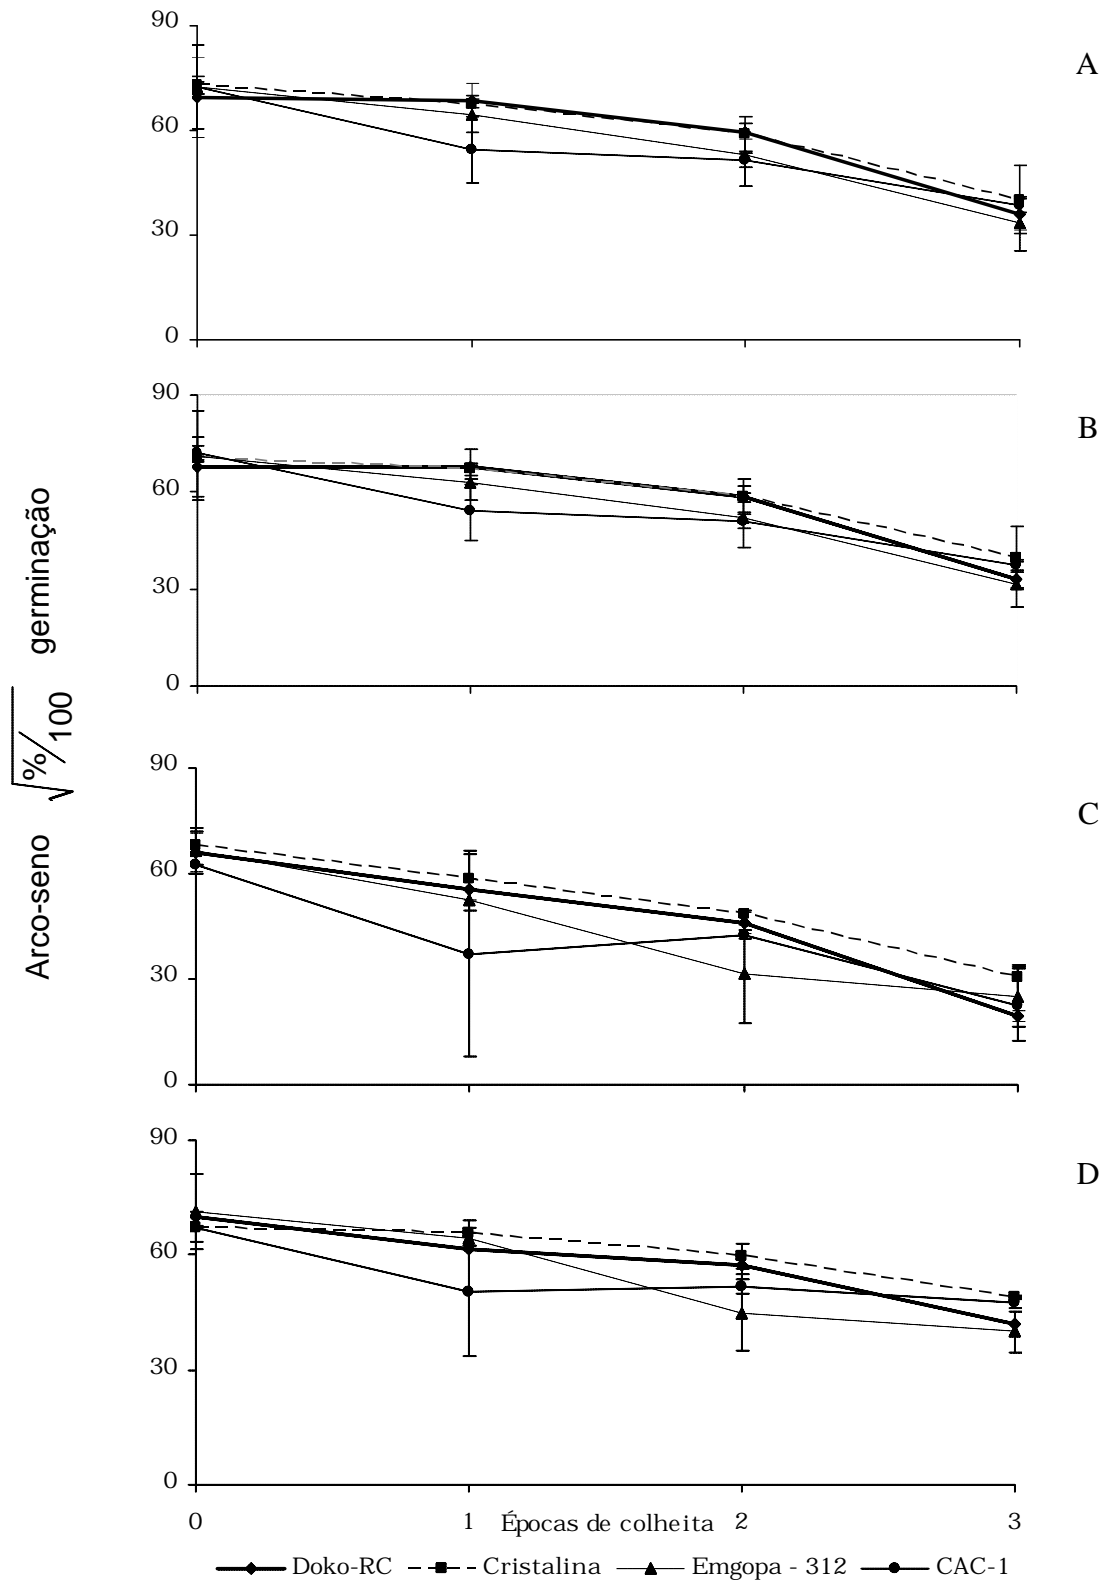 Arco-seno √%/100 germinação
90
60
30
0
A
90
60
30
0
B
90
60
30
0
C
90
60
30
0
D
0 1 2 3
Épocas de colheita
Doko-RC Cristalina Emgopa - 312 CAC-1